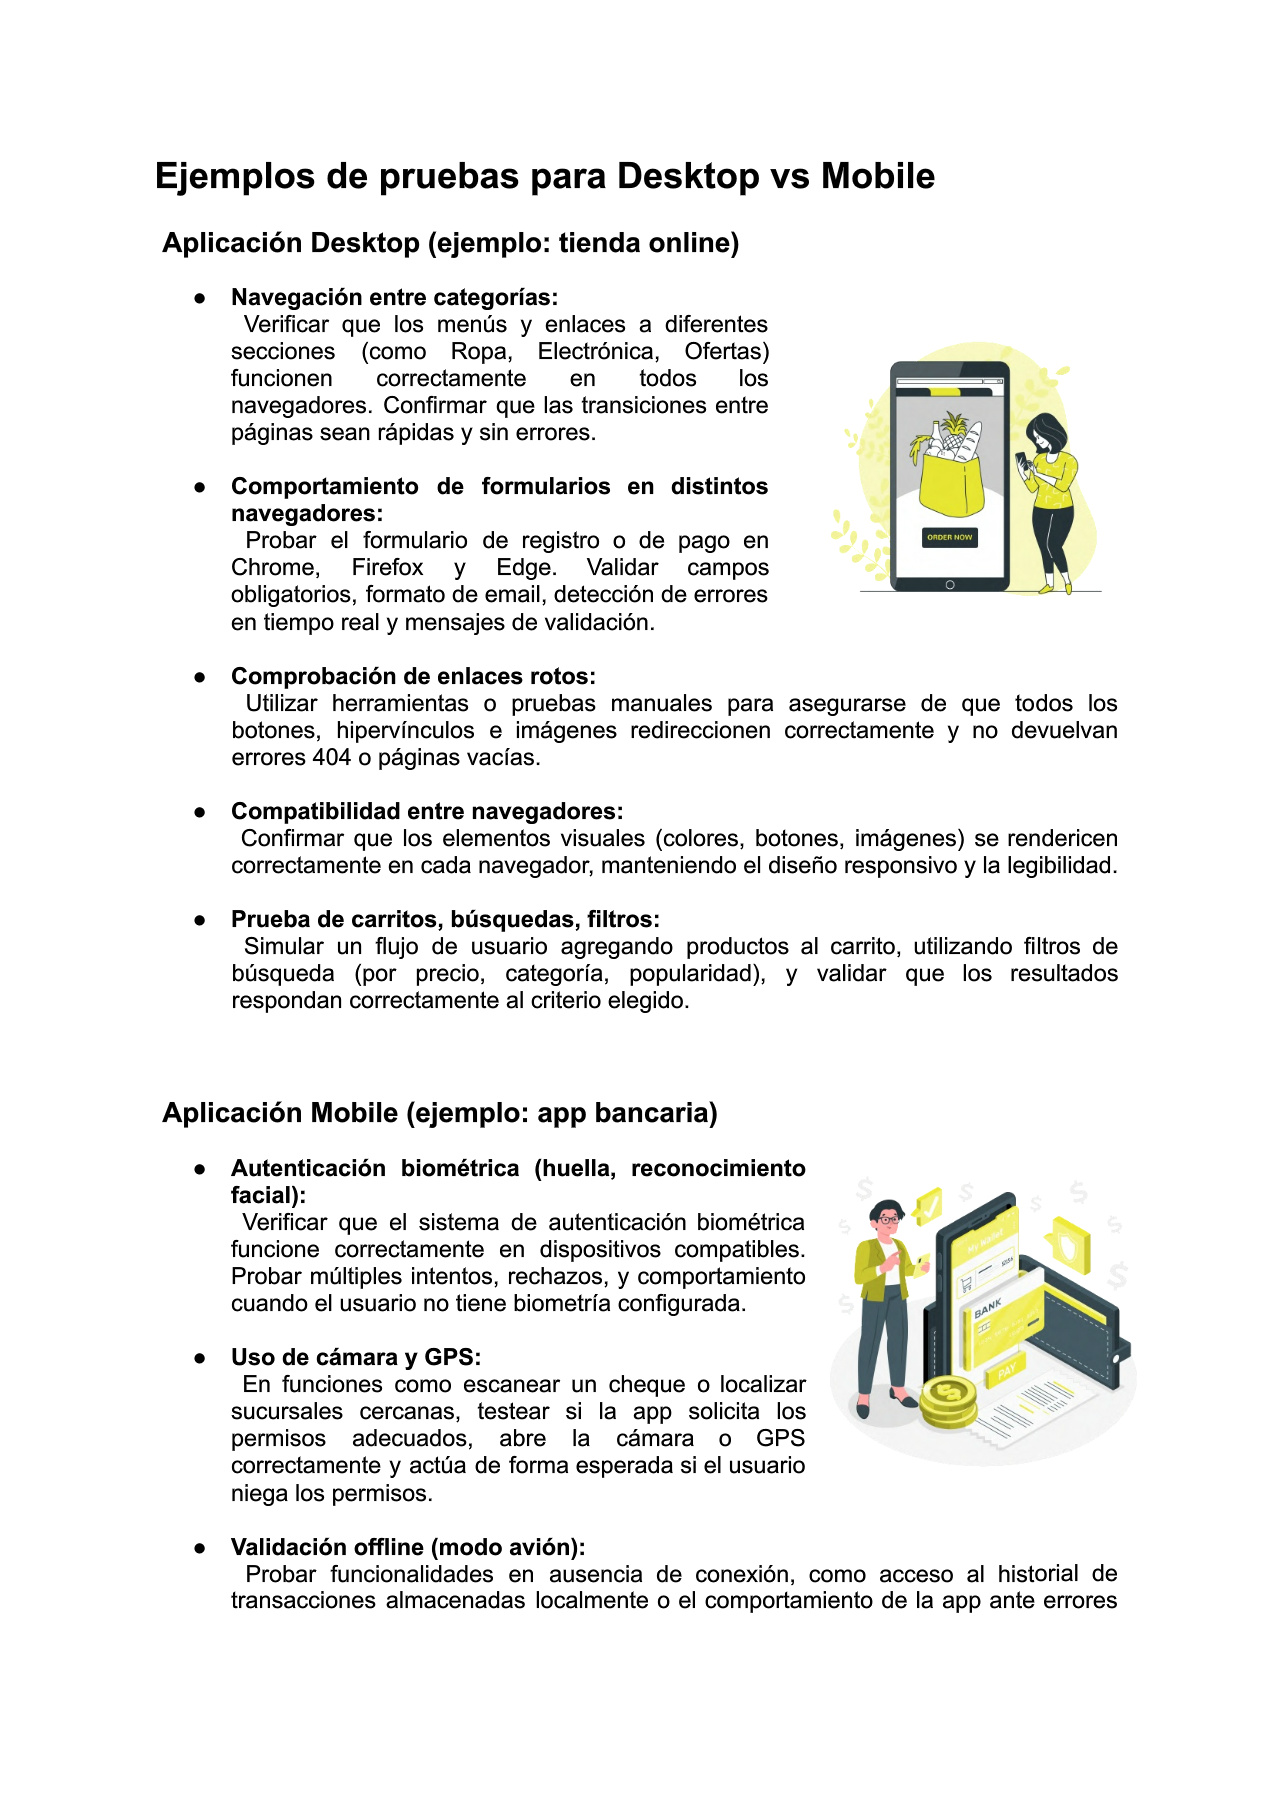 Ejemplos de pruebas para Desktop vs Mobile
Aplicación Desktop (ejemplo: tienda online)
● Navegación entre categorías:
Verificar que los menús y enlaces a diferentes
secciones (como Ropa, Electrónica, Ofertas)
funcionen correctamente en todos los
navegadores. Confirmar que las transiciones entre
páginas sean rápidas y sin errores.
● Comportamiento de formularios en distintos
navegadores:
Probar el formulario de registro o de pago en
Chrome, Firefox y Edge. Validar campos
obligatorios, formato de email, detección de errores
en tiempo real y mensajes de validación.
ORDER NOW
● Comprobación de enlaces rotos:
Utilizar herramientas o pruebas manuales para asegurarse de que todos los
botones, hipervínculos e imágenes redireccionen correctamente y no devuelvan
errores 404 o páginas vacías.
● Compatibilidad entre navegadores:
Confirmar que los elementos visuales (colores, botones, imágenes) se rendericen
correctamente en cada navegador, manteniendo el diseño responsivo y la legibilidad.
● Prueba de carritos, búsquedas, filtros:
Simular un flujo de usuario agregando productos al carrito, utilizando filtros de
búsqueda (por precio, categoría, popularidad), y validar que los resultados
respondan correctamente al criterio elegido.
Aplicación Mobile (ejemplo: app bancaria)
● Autenticación biométrica (huella, reconocimiento
facial):
Verificar que el sistema de autenticación biométrica
funcione correctamente en dispositivos compatibles.
Probar múltiples intentos, rechazos, y comportamiento
cuando el usuario no tiene biometría configurada.
● Uso de cámara y GPS:
En funciones como escanear un cheque o localizar
sucursales cercanas, testear si la app solicita los
permisos adecuados, abre la cámara o GPS
correctamente y actúa de forma esperada si el usuario
niega los permisos.
My wallet
BANK
PAY
● Validación offline (modo avión):
Probar funcionalidades en ausencia de conexión, como acceso al historial de
transacciones almacenadas localmente o el comportamiento de la app ante errores